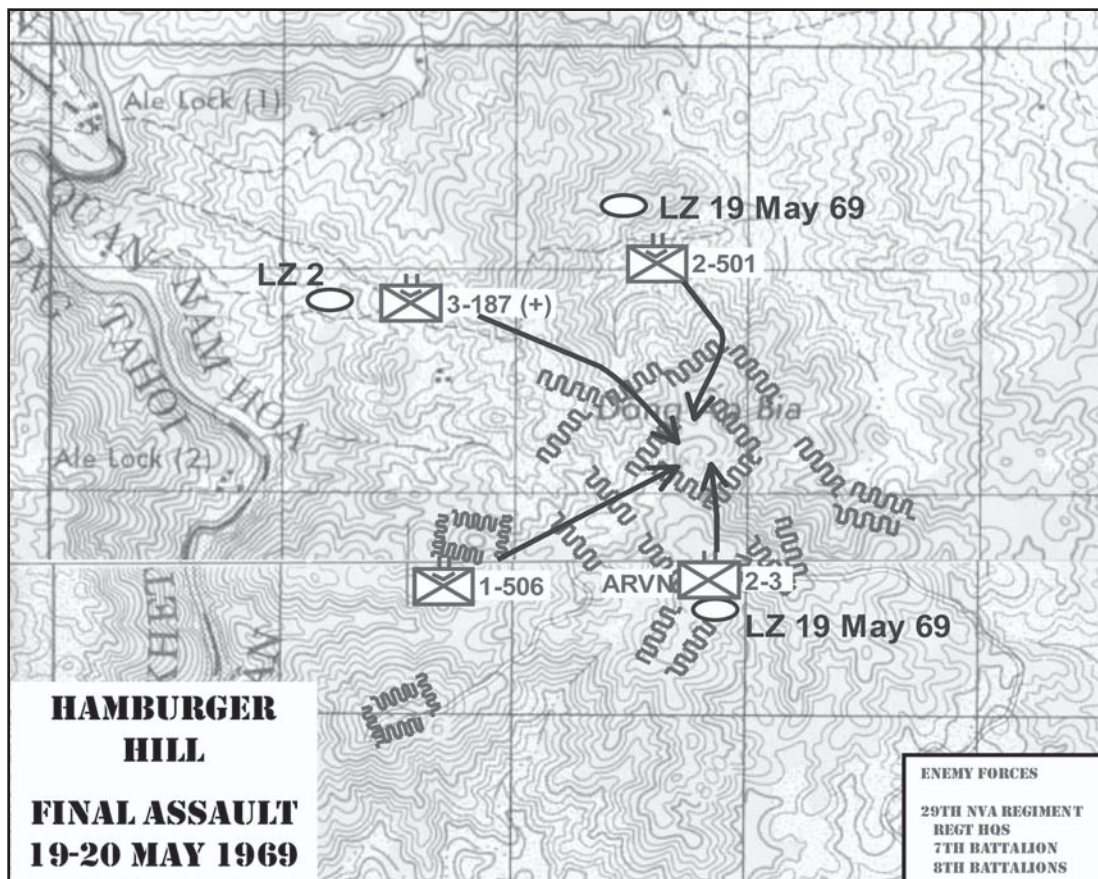 Ale Lock (1)
LZ 19 May 69
2-501
LZ 2
3-187 (+)
QUAN NAM HOA
TAHOI
Dong Ap Bia
Ale Lock (2)
1-506
ARVN
2-3
LZ 19 May 69
HAMBURGER
HILL
FINAL ASSAULT
19-20 MAY 1969
ENEMY FORCES
29TH NVA REGIMENT
REGT HQS
7TH BATTALION
8TH BATTALIONS